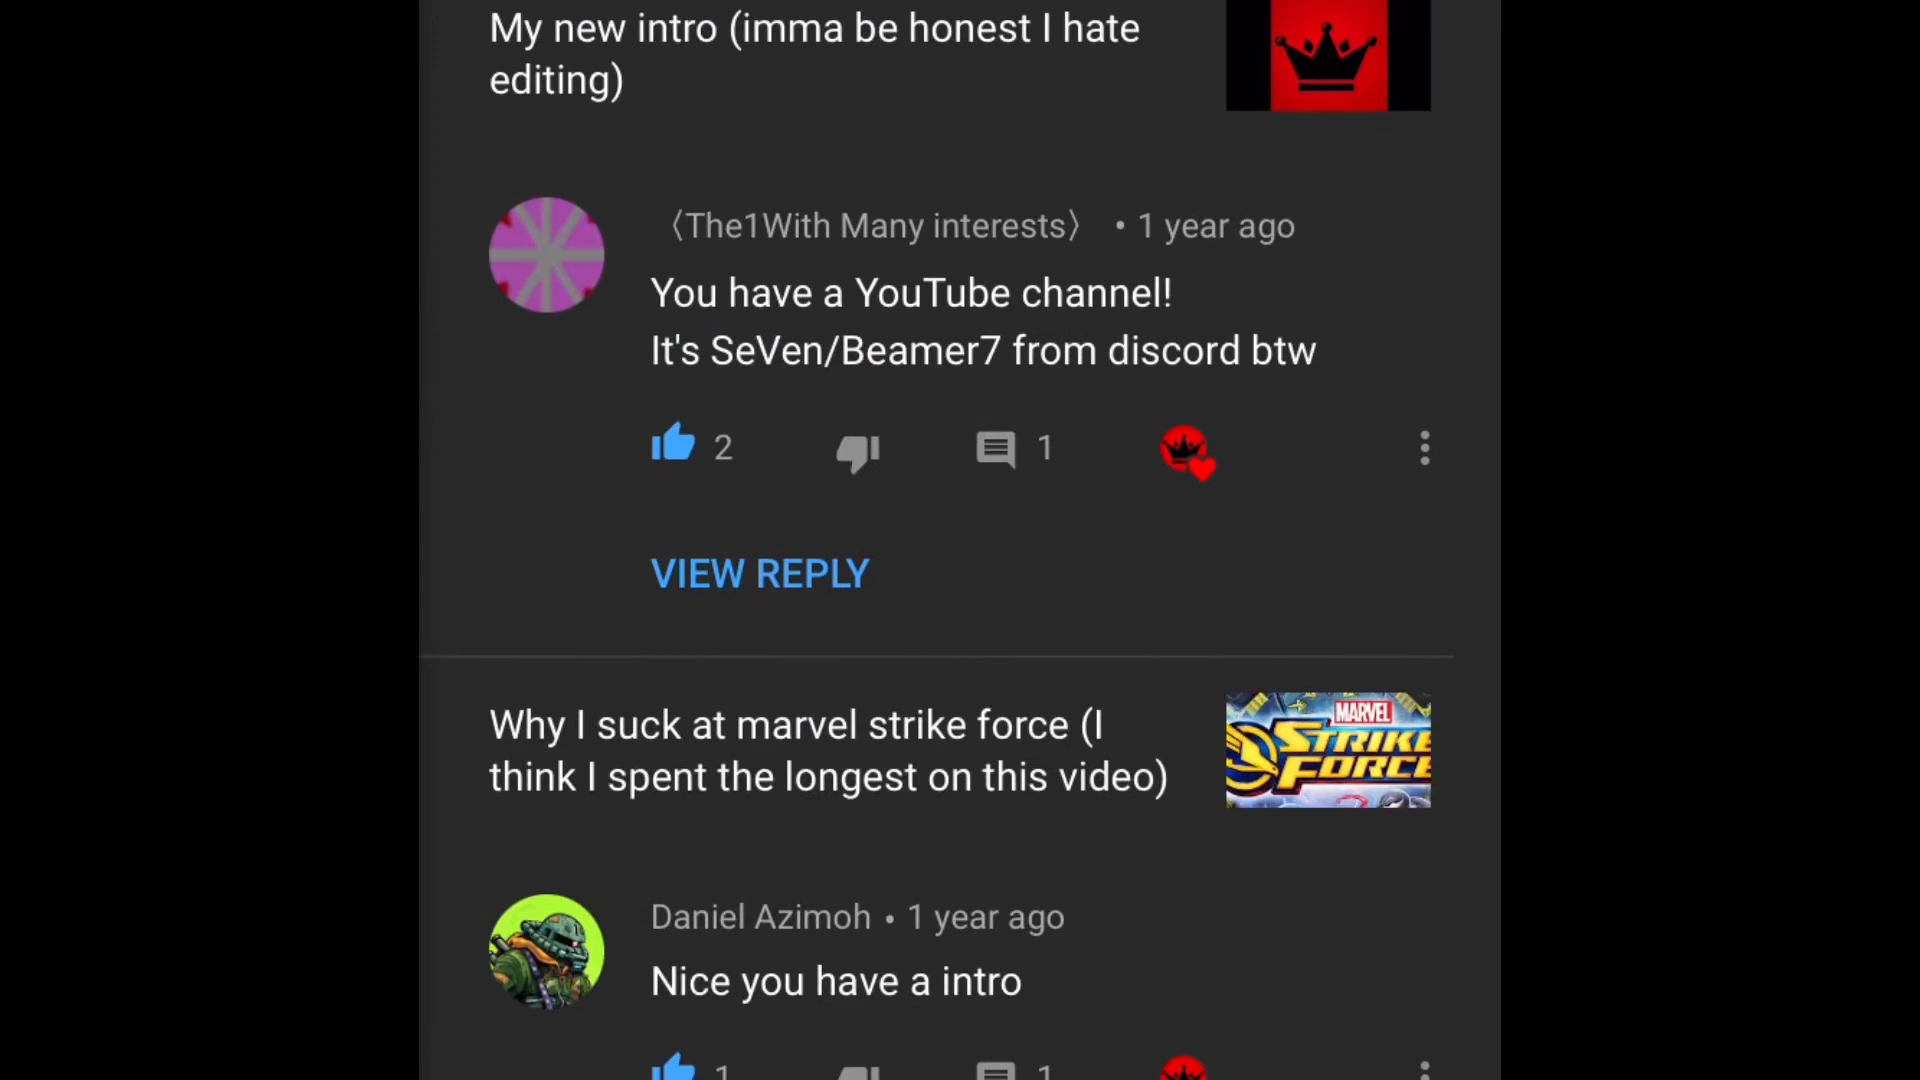 My new intro (imma be honest I hate
editing)
〈The1With Many interests〉 • 1 year ago
You have a YouTube channel!
It's SeVen/Beamer7 from discord btw
2
1
VIEW REPLY
Why I suck at marvel strike force (I
think I spent the longest on this video)
MARVEL
STRIKE
FORCE
Daniel Azimoh • 1 year ago
Nice you have a intro
1
1